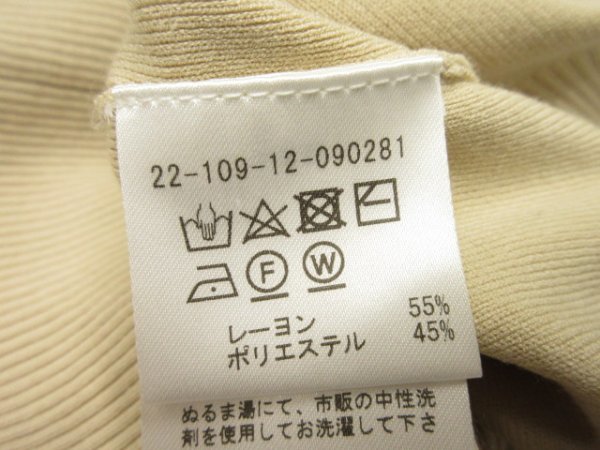 22-109-12-090281
F W
レーヨン 55%
ポリエステル 45%
ぬるま湯にて、市販の中性洗
剤を使用してお洗濯して下さ